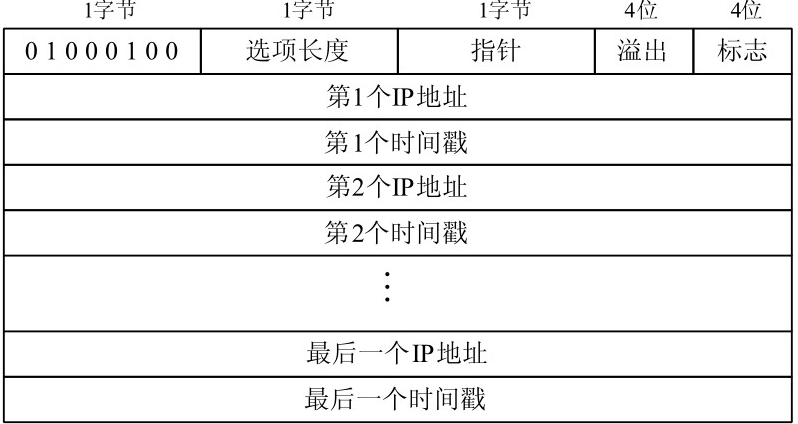 1字节 1字节 1字节 4位 4位
01000100 选项长度 指针 溢出 标志
第1个IP地址
第1个时间戳
第2个IP地址
第2个时间戳
⋮
最后一个IP地址
最后一个时间戳